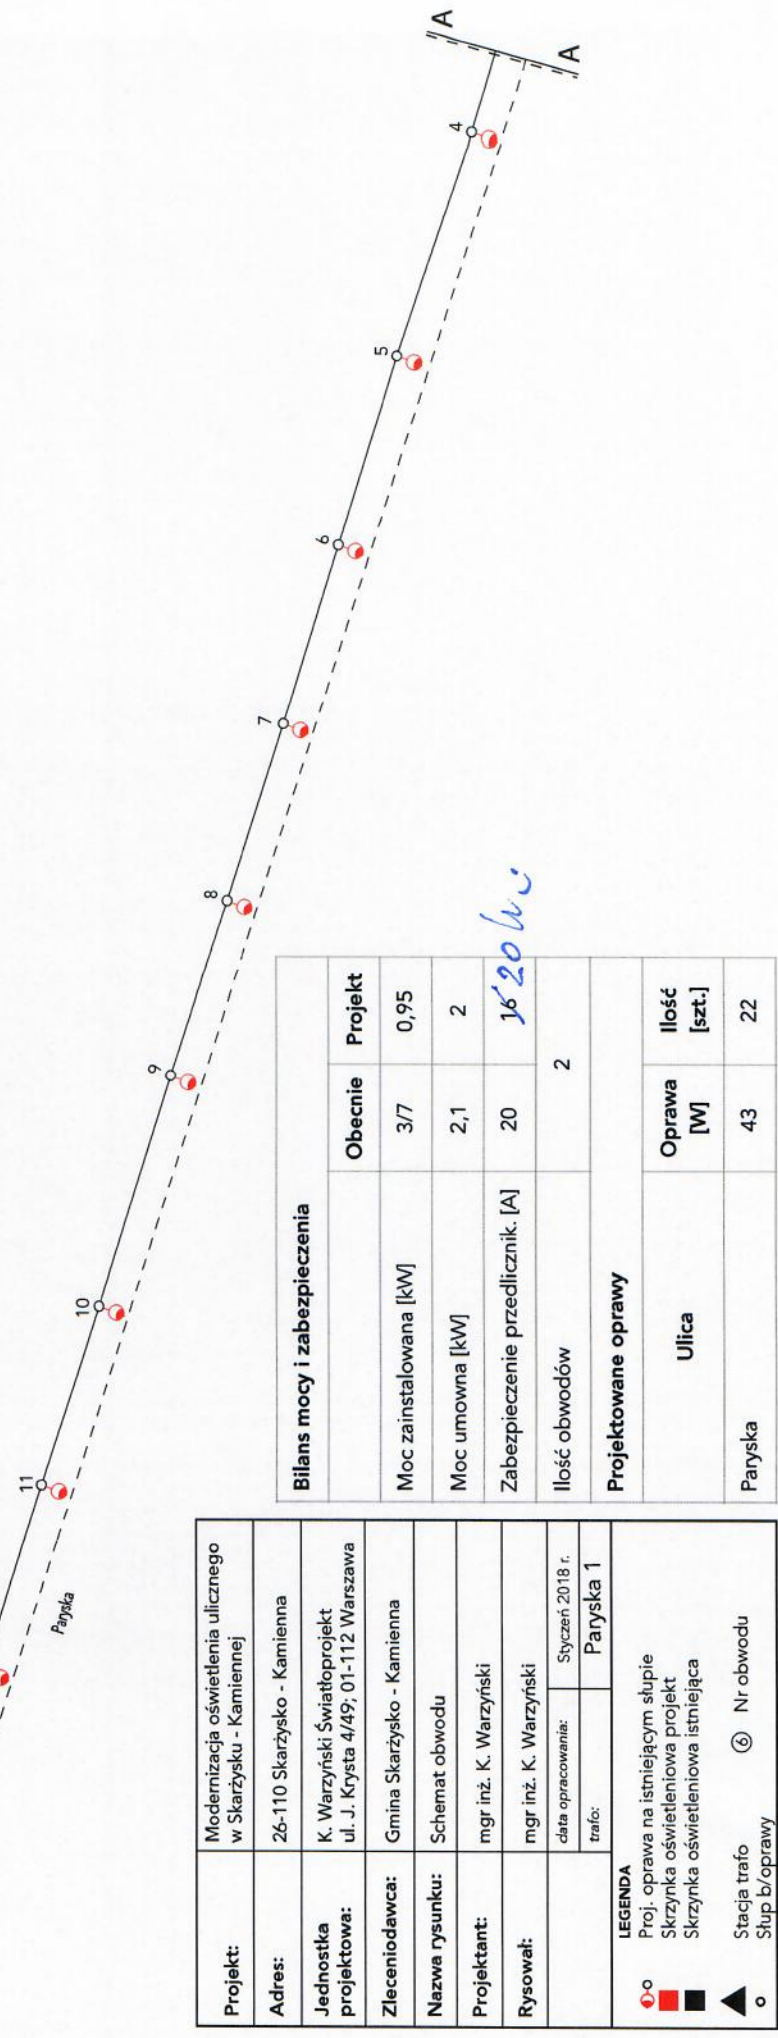 A
A
4
5
6
7
8
9
10
11
Paryska
Projekt: Modernizacja oświetlenia ulicznego
w Skarżysku - Kamiennej
Adres: 26-110 Skarżysko - Kamienna
Jednostka projektowa: K. Warzyński Światłoprojekt
ul. J. Krysta 4/49; 01-112 Warszawa
Zleceniodawca: Gmina Skarżysko - Kamienna
Nazwa rysunku: Schemat obwodu
Projektant: mgr inż. K. Warzyński
Rysował: mgr inż. K. Warzyński
data opracowania: Styczeń 2018 r.
trafo: Paryska 1
LEGENDA
Proj. oprawa na istniejącym słupie
Skrzynka oświetleniowa projekt
Skrzynka oświetleniowa istniejąca
Stacja trafo 6 Nr obwodu
Słup b/oprawy
Bilans mocy i zabezpieczenia
Obecnie Projekt
Moc zainstalowana [kW] 3/7 0,95
Moc umowna [kW] 2,1 2
Zabezpieczenie przedlicznik. [A] 20 16 20
Ilość obwodów 2
Projektowane oprawy
Ulica Oprawa [W] Ilość [szt.]
Paryska 43 22